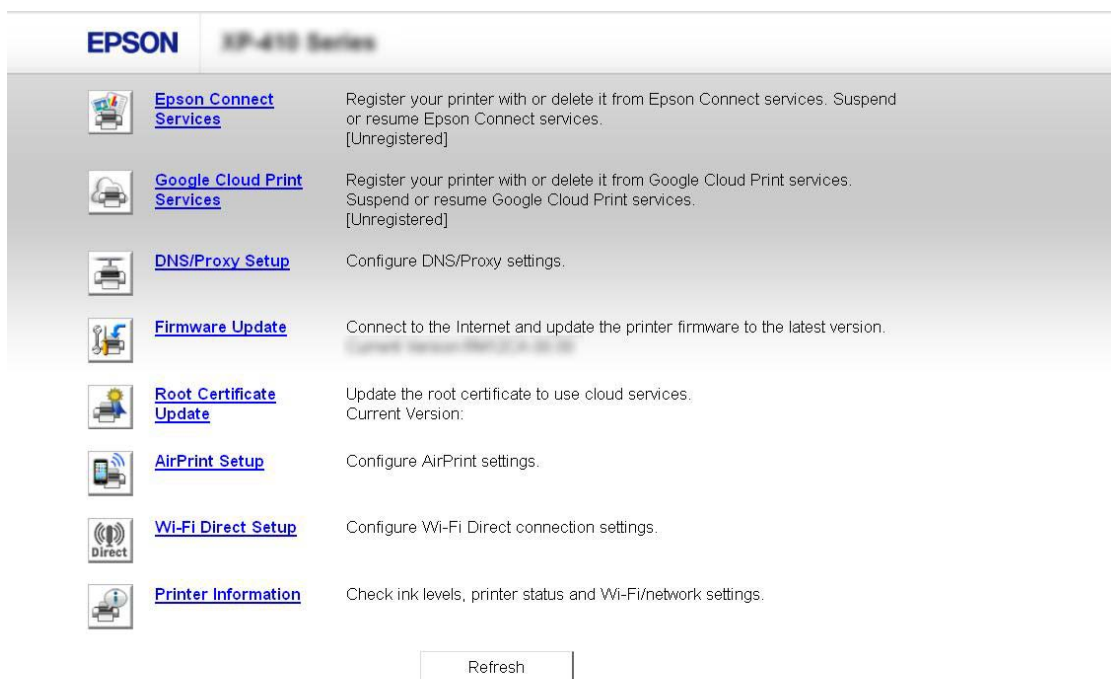 EPSON
XP-410 Series
Epson Connect
Services
Register your printer with or delete it from Epson Connect services. Suspend
or resume Epson Connect services.
[Unregistered]
Google Cloud Print
Services
Register your printer with or delete it from Google Cloud Print services.
Suspend or resume Google Cloud Print services.
[Unregistered]
DNS/Proxy Setup
Configure DNS/Proxy settings.
Firmware Update
Connect to the Internet and update the printer firmware to the latest version.
Current Version
Root Certificate
Update
Update the root certificate to use cloud services.
Current Version:
AirPrint Setup
Configure AirPrint settings.
Direct
Wi-Fi Direct Setup
Configure Wi-Fi Direct connection settings.
Printer Information
Check ink levels, printer status and Wi-Fi/network settings.
Refresh